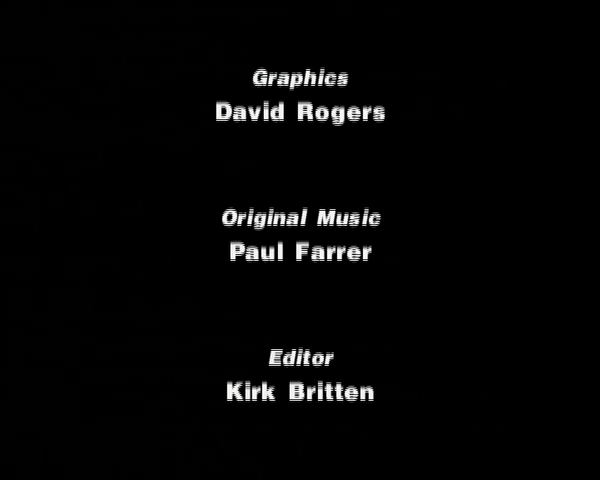 Graphics
David Rogers
Original Music
Paul Farrer
Editor
Kirk Britten